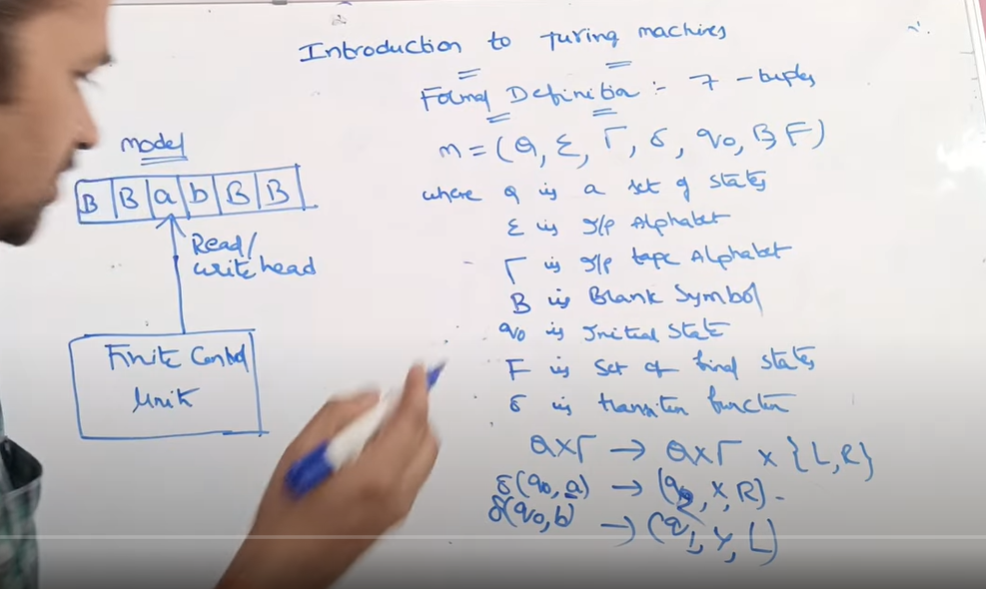 Introduction to Turing machines
Formal Definition :- 7 - tuples
M = (Q, Σ, Γ, δ, q0, B, F)
where Q is a set of states
Σ is I/p Alphabet
Γ is I/p tape Alphabet
B is Blank Symbol
q0 is Initial State
F is Set of final states
δ is transition function
Q×Γ → Q×Γ × {L,R}
δ(q0, a) → (q2, X, R).
δ(q0, b) → (q1, Y, L)
model
B B a b B B
Read/
write head
Finite Control
Unit